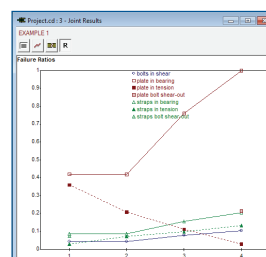 Project.cd : 3 - Joint Results
EXAMPLE 1
R
Failure Ratios
bolts in shear
plate in bearing
plate in tension
plate bolt shear-out
straps in bearing
straps in tension
straps bolt shear-out
1
0.9
0.8
0.7
0.6
0.5
0.4
0.3
0.2
0.1
0
1
2
3
4